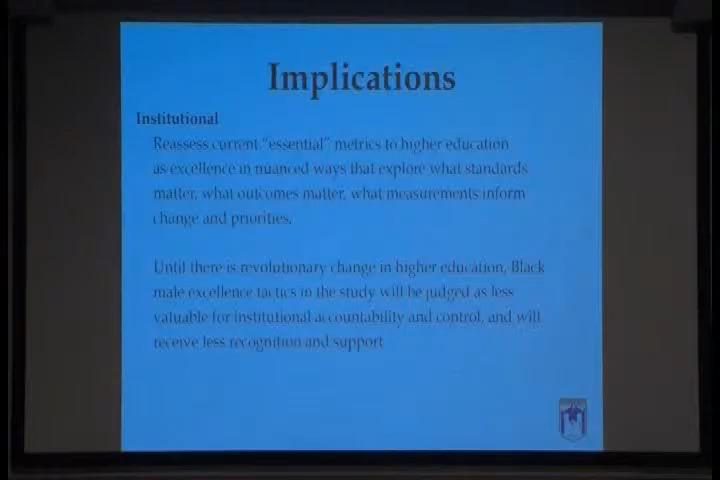 Implications
Institutional
Reassess current "essential" metrics to higher education
as excellence in nuanced ways that explore what standards
matter, what outcomes matter, what measurements inform
change and priorities.
Until there is revolutionary change in higher education, Black
male excellence tactics in the study will be judged as less
valuable for institutional accountability and control, and will
receive less recognition and support